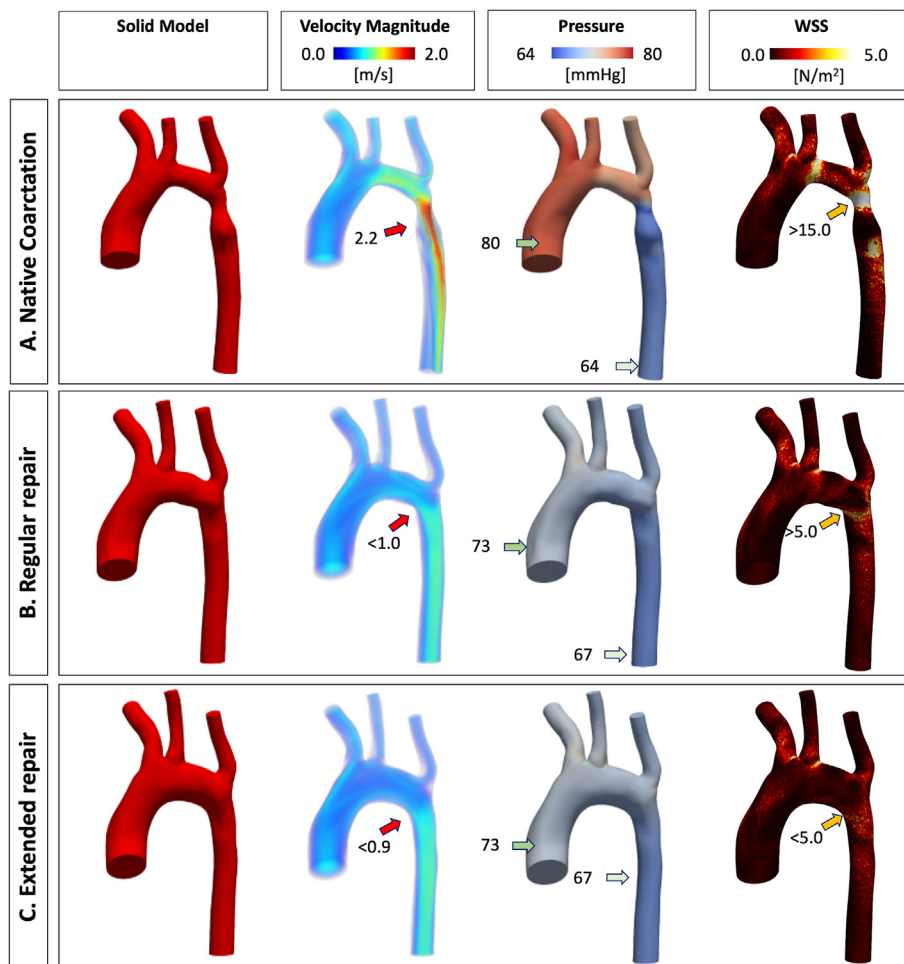 Solid Model
Velocity Magnitude
0.0 2.0
[m/s]
Pressure
64 80
[mmHg]
WSS
0.0 5.0
[N/m²]
A. Native Coarctation
2.2
80
64
>15.0
B. Regular repair
<1.0
73
67
>5.0
C. Extended repair
<0.9
73
67
<5.0